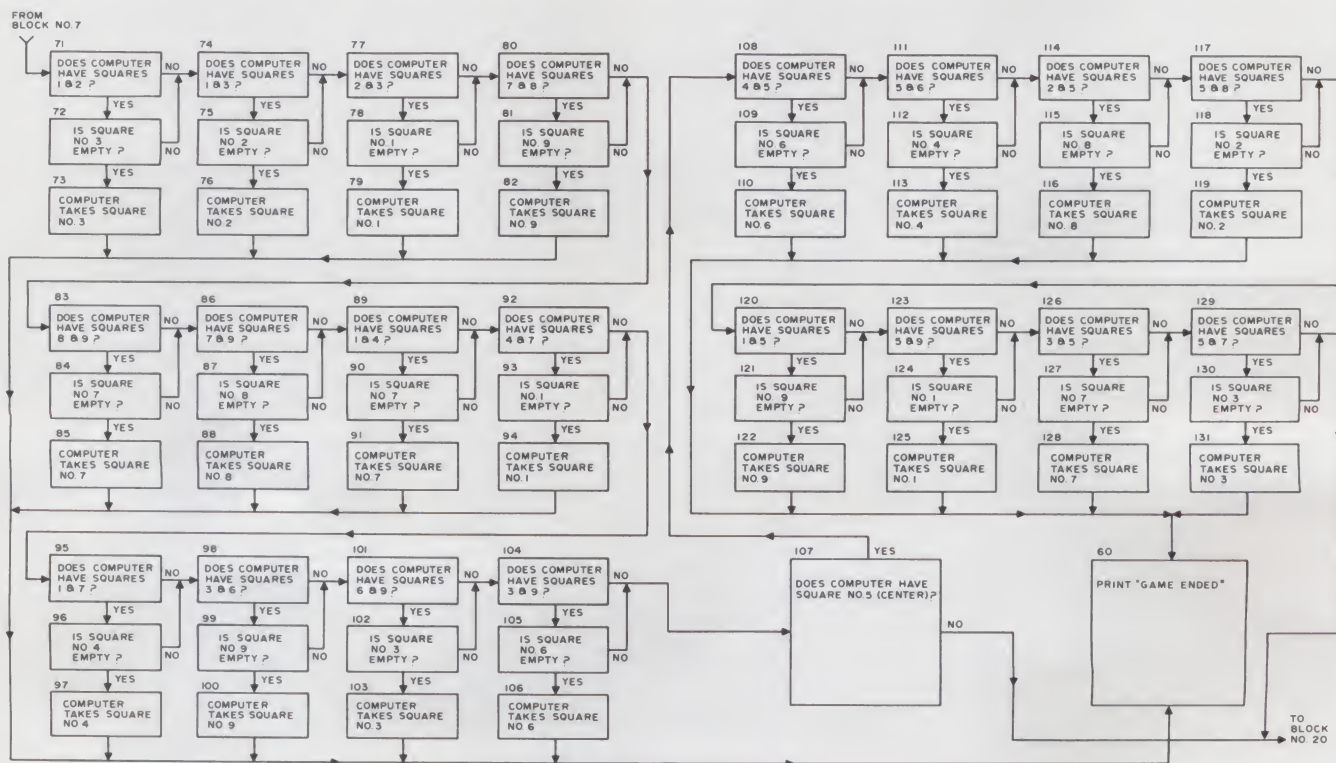 FROM
BLOCK NO.7
71
DOES COMPUTER
HAVE SQUARES
1&2?
NO
YES
72
IS SQUARE
NO 3
EMPTY?
NO
YES
73
COMPUTER
TAKES SQUARE
NO.3
74
DOES COMPUTER
HAVE SQUARES
1&3?
NO
YES
75
IS SQUARE
NO 2
EMPTY?
NO
YES
76
COMPUTER
TAKES SQUARE
NO.2
77
DOES COMPUTER
HAVE SQUARES
2&3?
NO
YES
78
IS SQUARE
NO.1
EMPTY?
NO
YES
79
COMPUTER
TAKES SQUARE
NO.1
80
DOES COMPUTER
HAVE SQUARES
7&8?
NO
YES
81
IS SQUARE
NO.9
EMPTY?
NO
YES
82
COMPUTER
TAKES SQUARE
NO.9
83
DOES COMPUTER
HAVE SQUARES
8&9?
NO
YES
84
IS SQUARE
NO 7
EMPTY?
NO
YES
85
COMPUTER
TAKES SQUARE
NO.7
86
DOES COMPUTER
HAVE SQUARES
7&9?
NO
YES
87
IS SQUARE
NO.8
EMPTY?
NO
YES
88
COMPUTER
TAKES SQUARE
NO.8
89
DOES COMPUTER
HAVE SQUARES
1&4?
NO
YES
90
IS SQUARE
NO.7
EMPTY?
NO
YES
91
COMPUTER
TAKES SQUARE
NO.7
92
DOES COMPUTER
HAVE SQUARES
4&7?
NO
YES
93
IS SQUARE
NO.1
EMPTY?
NO
YES
94
COMPUTER
TAKES SQUARE
NO.1
95
DOES COMPUTER
HAVE SQUARES
1&7?
NO
YES
96
IS SQUARE
NO 4
EMPTY?
NO
YES
97
COMPUTER
TAKES SQUARE
NO 4
98
DOES COMPUTER
HAVE SQUARES
3&6?
NO
YES
99
IS SQUARE
NO.9
EMPTY?
NO
YES
100
COMPUTER
TAKES SQUARE
NO 9
101
DOES COMPUTER
HAVE SQUARES
6&9?
NO
YES
102
IS SQUARE
NO.3
EMPTY?
NO
YES
103
COMPUTER
TAKES SQUARE
NO.3
104
DOES COMPUTER
HAVE SQUARES
3&9?
NO
YES
105
IS SQUARE
NO.6
EMPTY?
NO
YES
106
COMPUTER
TAKES SQUARE
NO.6
107
YES
DOES COMPUTER HAVE
SQUARE NO.5 (CENTER)?
NO
108
DOES COMPUTER
HAVE SQUARES
4&5?
NO
YES
109
IS SQUARE
NO.6
EMPTY?
NO
YES
110
COMPUTER
TAKES SQUARE
NO.6
111
DOES COMPUTER
HAVE SQUARES
5&6?
NO
YES
112
IS SQUARE
NO.4
EMPTY?
NO
YES
113
COMPUTER
TAKES SQUARE
NO.4
114
DOES COMPUTER
HAVE SQUARES
2&5?
NO
YES
115
IS SQUARE
NO.8
EMPTY?
NO
YES
116
COMPUTER
TAKES SQUARE
NO.8
117
DOES COMPUTER
HAVE SQUARES
5&8?
NO
YES
118
IS SQUARE
NO 2
EMPTY?
NO
YES
119
COMPUTER
TAKES SQUARE
NO.2
120
DOES COMPUTER
HAVE SQUARES
1&5?
NO
YES
121
IS SQUARE
NO. 9
EMPTY?
NO
YES
122
COMPUTER
TAKES SQUARE
NO.9
123
DOES COMPUTER
HAVE SQUARES
5&9?
NO
YES
124
IS SQUARE
NO.1
EMPTY?
NO
YES
125
COMPUTER
TAKES SQUARE
NO.1
126
DOES COMPUTER
HAVE SQUARES
3&5?
NO
YES
127
IS SQUARE
NO.7
EMPTY?
NO
YES
128
COMPUTER
TAKES SQUARE
NO.7
129
DOES COMPUTER
HAVE SQUARES
5&7?
NO
YES
130
IS SQUARE
NO 3
EMPTY?
NO
YES
131
COMPUTER
TAKES SQUARE
NO 3
60
PRINT "GAME ENDED"
TO
BLOCK
NO.20